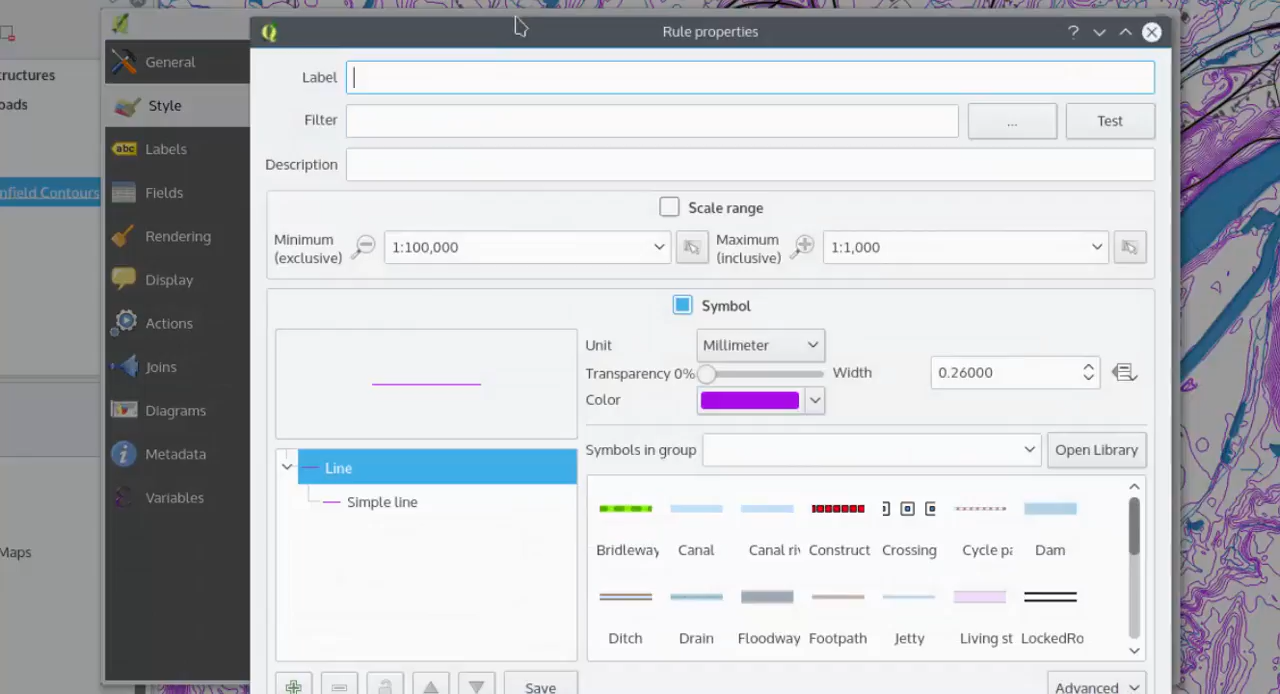 Rule properties
?
ructures
oads
nfield Contours
Maps
General
Style
abc Labels
Fields
Rendering
Display
Actions
Joins
Diagrams
Metadata
Variables
Label
Filter
...
Test
Description
Scale range
Minimum
(exclusive)
1:100,000
Maximum
(inclusive)
1:1,000
Symbol
Unit
Millimeter
Transparency 0%
Width
0.26000
Color
Symbols in group
Open Library
Line
Simple line
Bridleway Canal Canal riv Construct Crossing Cycle pa Dam
Ditch Drain Floodway Footpath Jetty Living st LockedRo
Save
Advanced